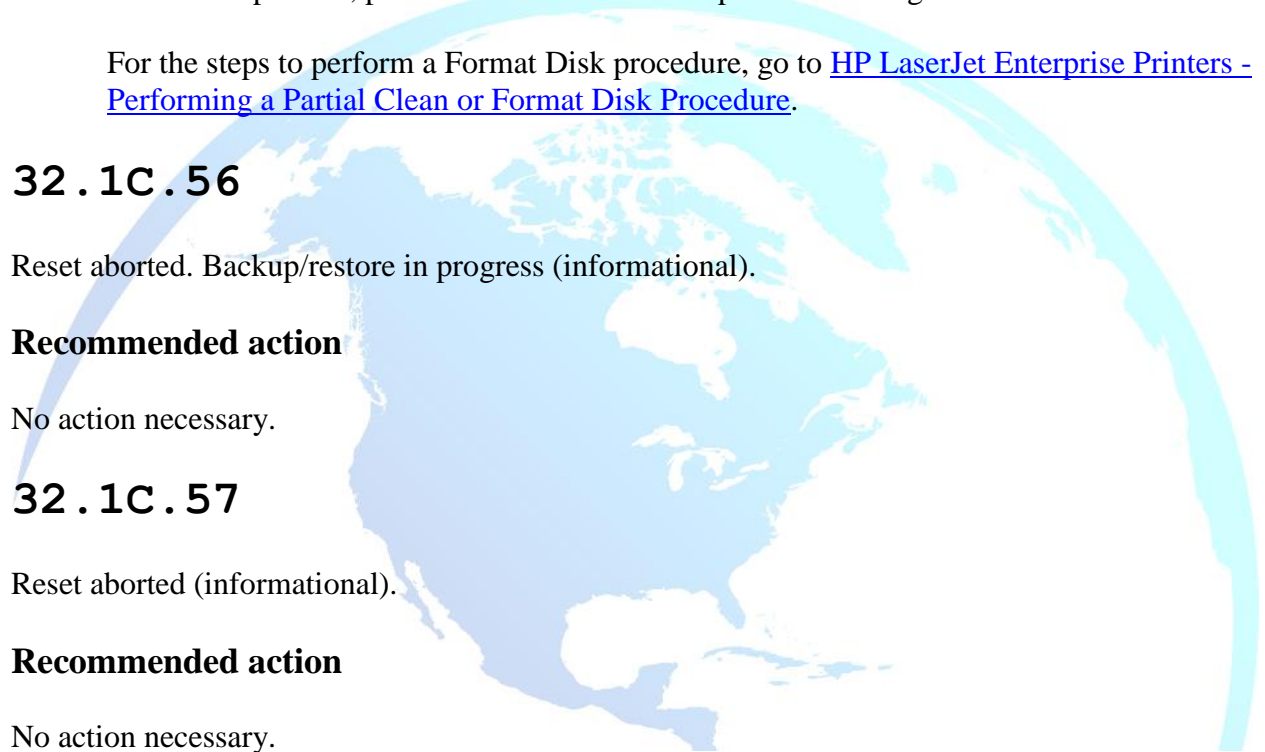 For the steps to perform a Format Disk procedure, go to HP LaserJet Enterprise Printers -
Performing a Partial Clean or Format Disk Procedure.
32.1C.56
Reset aborted. Backup/restore in progress (informational).
Recommended action
No action necessary.
32.1C.57
Reset aborted (informational).
Recommended action
No action necessary.